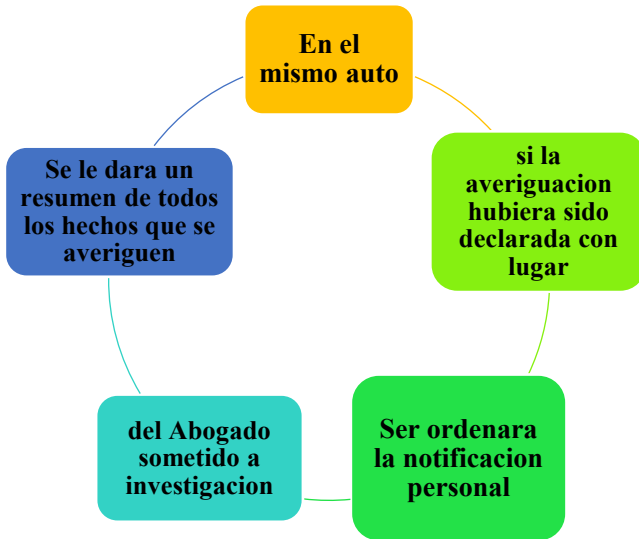 En el
mismo auto
si la
averiguacion
hubiera sido
declarada con
lugar
Ser ordenara
la notificacion
personal
del Abogado
sometido a
investigacion
Se le dara un
resumen de todos
los hechos que se
averiguen